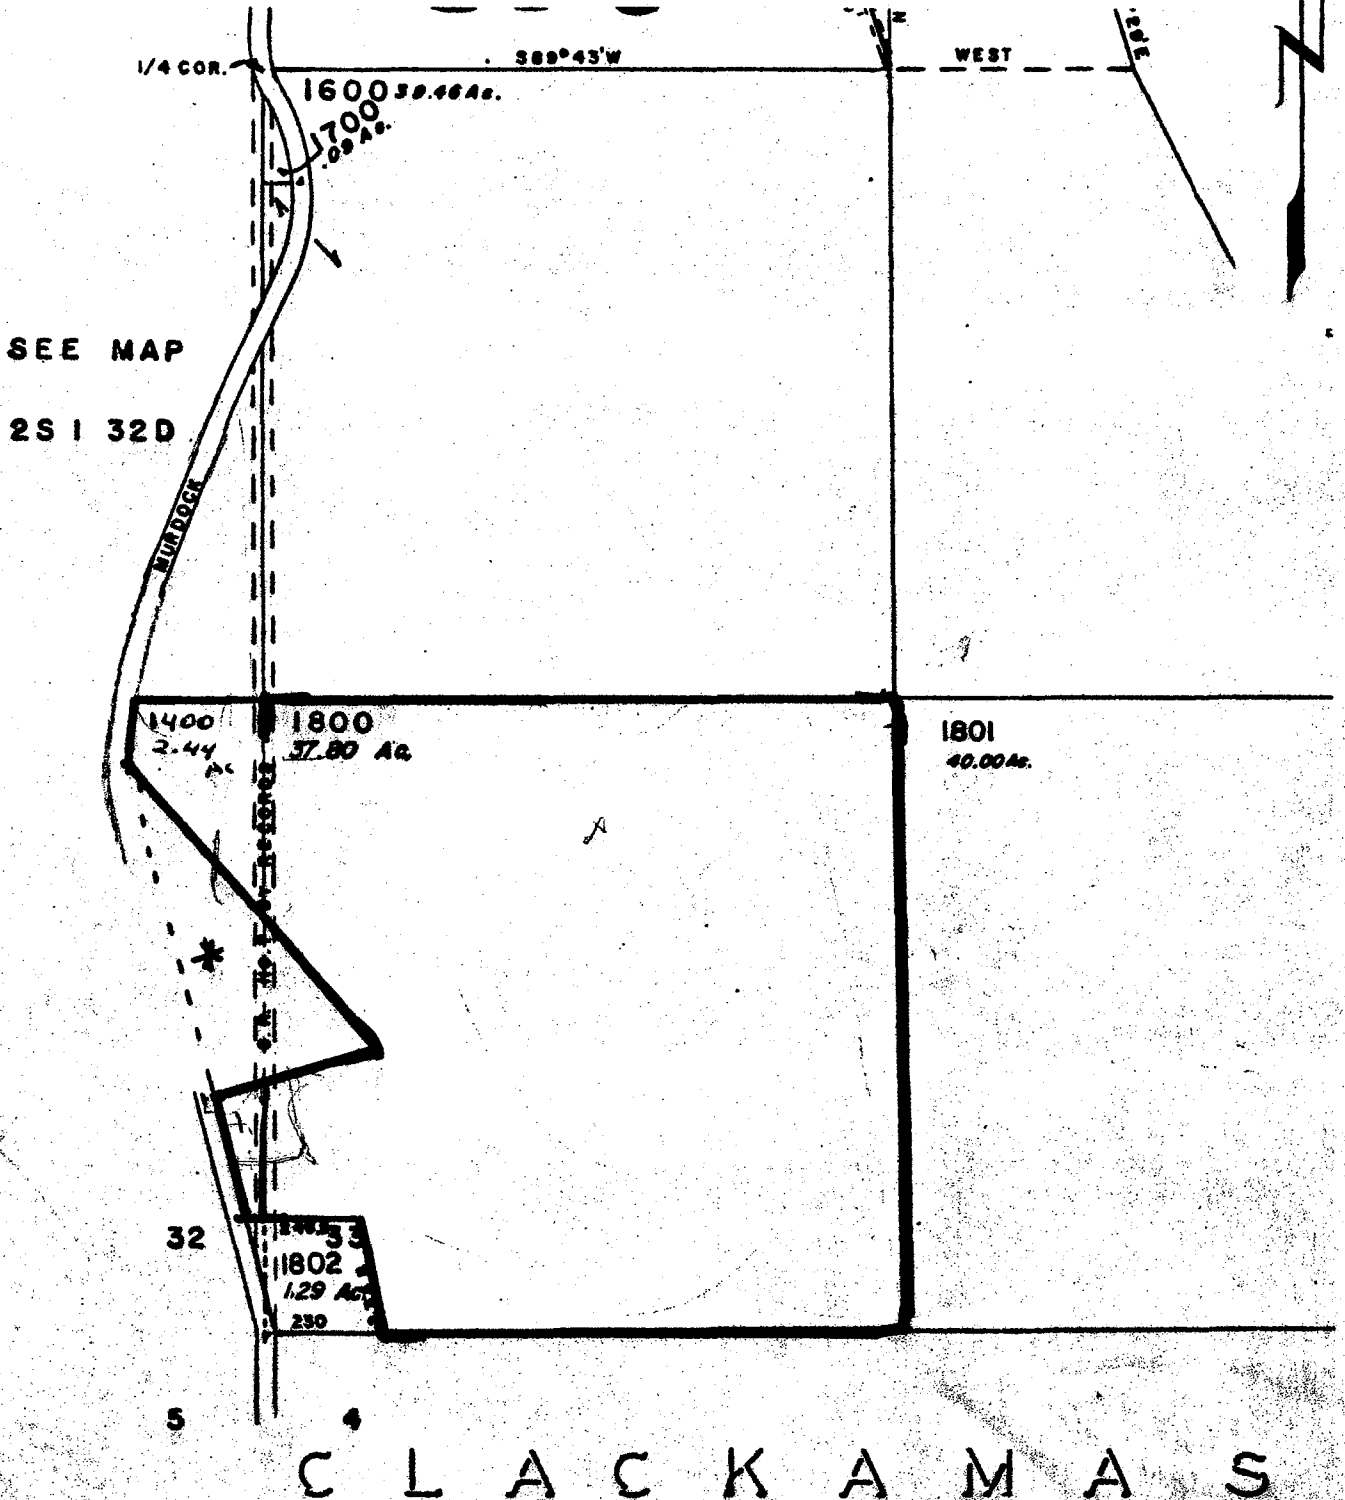 S89°43'W
WEST
1/4 COR.
1600 39.46 Ac.
1700
.09 Ac.
SEE MAP
2S 1 32D
MURDOCK
1400
2.44
Ac
1800
37.80 Ac.
1801
40.00 Ac.
32
33
1802
1.29 Ac.
230
5
4
CLACKAMAS